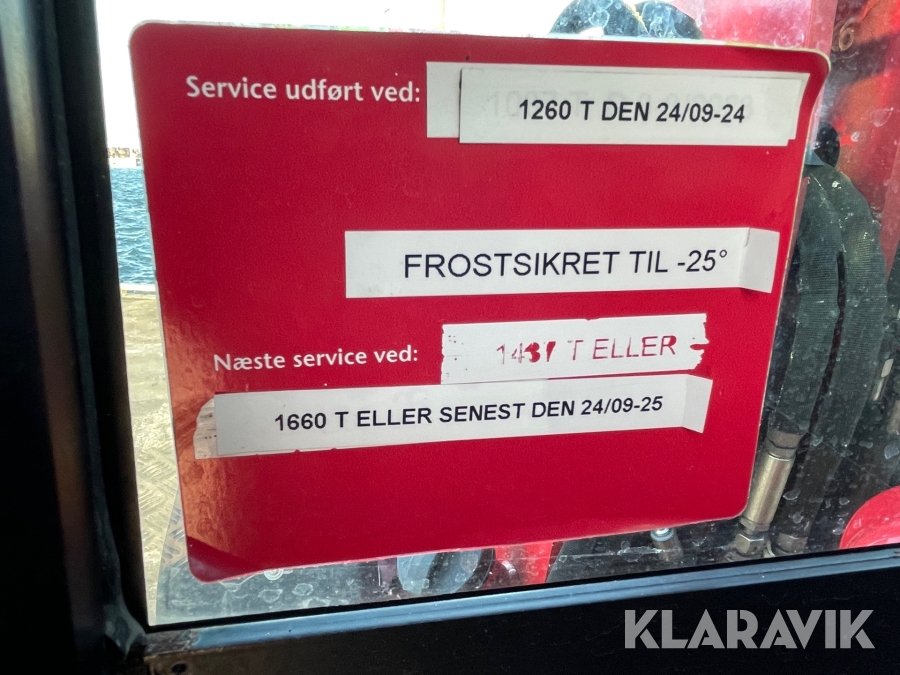 Service udført ved:
1260 T DEN 24/09-24
FROSTSIKRET TIL -25°
Næste service ved:
T ELLER
1660 T ELLER SENEST DEN 24/09-25
KLARAVIK